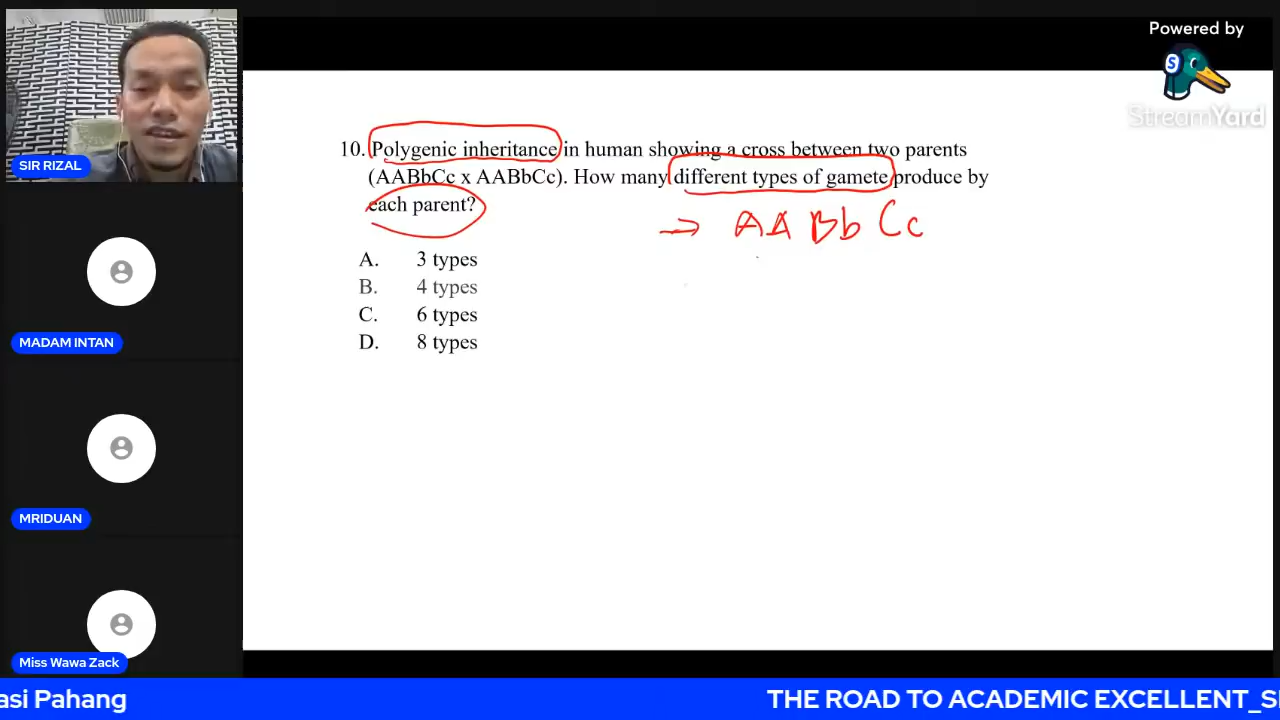 Powered by
StreamYard
SIR RIZAL
10. Polygenic inheritance in human showing a cross between two parents
(AABbCc x AABbCc). How many different types of gamete produce by
each parent?
→ AA Bb Cc
A. 3 types
B. 4 types
C. 6 types
D. 8 types
MADAM INTAN
MRIDUAN
Miss Wawa Zack
asi Pahang THE ROAD TO ACADEMIC EXCELLENT_S